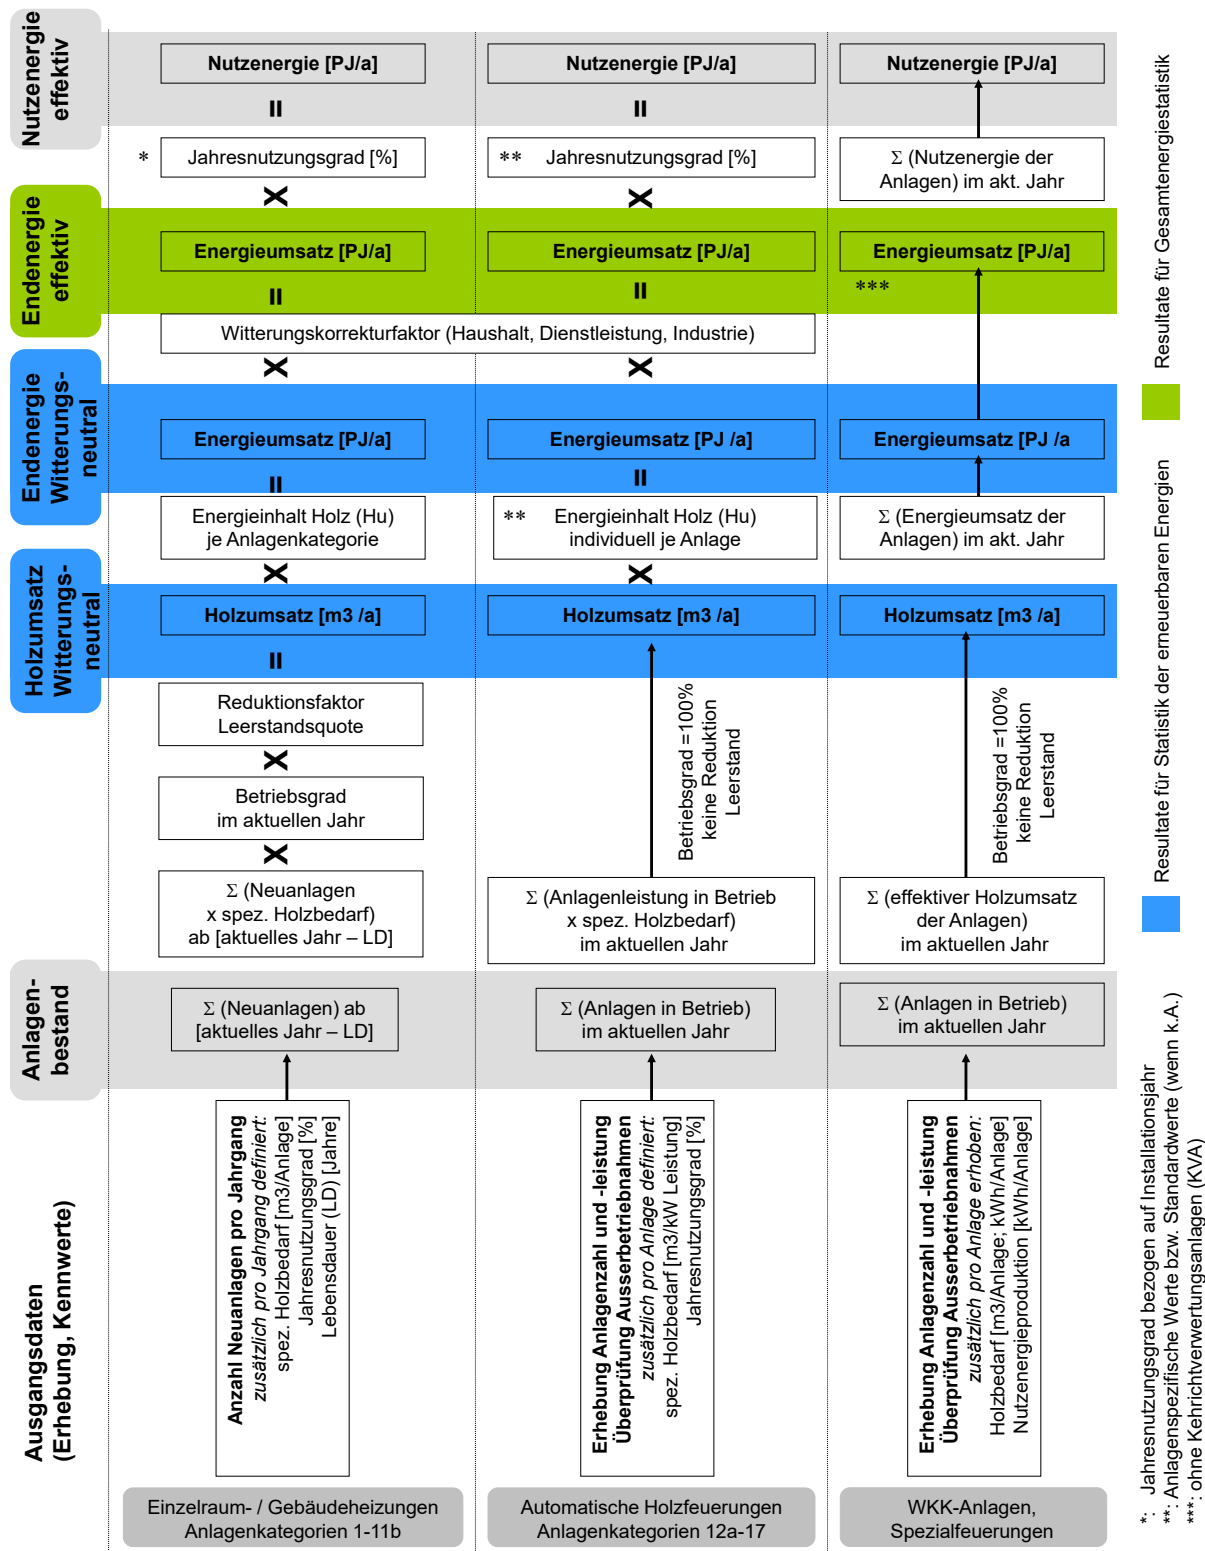 Nutzenergie
effektiv
Nutzenergie [PJ/a]
Nutzenergie [PJ/a]
Nutzenergie [PJ/a]
=
=
* Jahresnutzungsgrad [%]
** Jahresnutzungsgrad [%]
Σ (Nutzenergie der
Anlagen) im akt. Jahr
X
X
Endenergie
effektiv
Energieumsatz [PJ/a]
Energieumsatz [PJ/a]
Energieumsatz [PJ/a]
***
=
=
Witterungskorrekturfaktor (Haushalt, Dienstleistung, Industrie)
X
X
Endenergie
Witterungs-
neutral
Energieumsatz [PJ/a]
Energieumsatz [PJ /a]
Energieumsatz [PJ /a
=
=
Energieinhalt Holz (Hu)
je Anlagenkategorie
** Energieinhalt Holz (Hu)
individuell je Anlage
Σ (Energieumsatz der
Anlagen) im akt. Jahr
X
X
Holzumsatz
Witterungs-
neutral
Holzumsatz [m3 /a]
Holzumsatz [m3 /a]
Holzumsatz [m3 /a]
=
Reduktionsfaktor
Leerstandsquote
X
Betriebsgrad
im aktuellen Jahr
X
Betriebsgrad =100%
keine Reduktion
Leerstand
Betriebsgrad =100%
keine Reduktion
Leerstand
Σ (Neuanlagen
x spez. Holzbedarf)
ab [aktuelles Jahr – LD]
Σ (Anlagenleistung in Betrieb
x spez. Holzbedarf)
im aktuellen Jahr
Σ (effektiver Holzumsatz
der Anlagen)
im aktuellen Jahr
Anlagen-
bestand
Σ (Neuanlagen) ab
[aktuelles Jahr – LD]
Σ (Anlagen in Betrieb)
im aktuellen Jahr
Σ (Anlagen in Betrieb)
im aktuellen Jahr
Ausgangsdaten
(Erhebung, Kennwerte)
Anzahl Neuanlagen pro Jahrgang
zusätzlich pro Jahrgang definiert:
spez. Holzbedarf [m3/Anlage]
Jahresnutzungsgrad [%]
Lebensdauer (LD) [Jahre]
Erhebung Anlagenzahl und -leistung
Überprüfung Ausserbetriebnahmen
zusätzlich pro Anlage definiert:
spez. Holzbedarf [m3/kW Leistung]
Jahresnutzungsgrad [%]
Erhebung Anlagenzahl und -leistung
Überprüfung Ausserbetriebnahmen
zusätzlich pro Anlage erhoben:
Holzbedarf [m3/Anlage; kWh/Anlage]
Nutzenergieproduktion [kWh/Anlage]
Einzelraum- / Gebäudeheizungen
Anlagenkategorien 1-11b
Automatische Holzfeuerungen
Anlagenkategorien 12a-17
WKK-Anlagen,
Spezialfeuerungen
Resultate für Gesamtenergiestatistik
Resultate für Statistik der erneuerbaren Energien
*: Jahresnutzungsgrad bezogen auf Installationsjahr
**: Anlagenspezifische Werte bzw. Standardwerte (wenn k.A.)
***: ohne Kehrichtverwertungsanlagen (KVA)